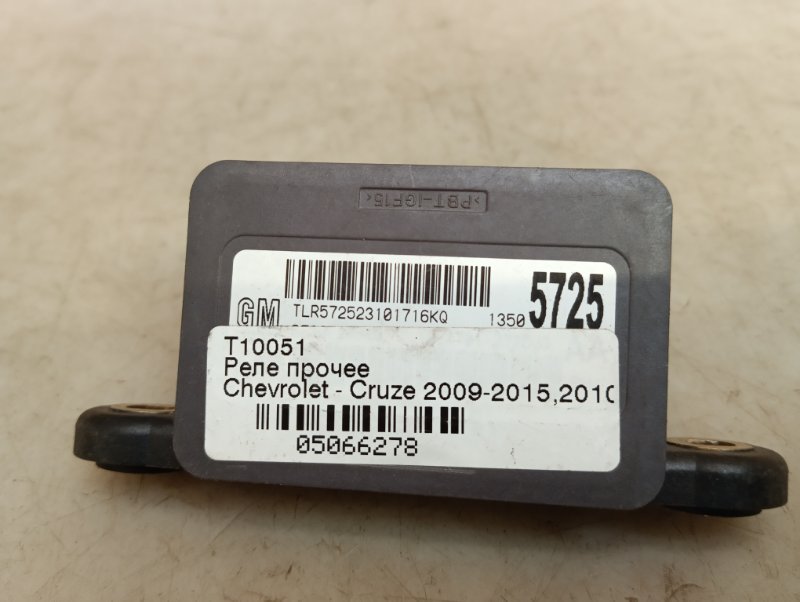 >PBT-IGF15<
GM TLR572523101716KQ 1350 5725
T10051
Реле прочее
Chevrolet - Cruze 2009-2015,2010
05066278